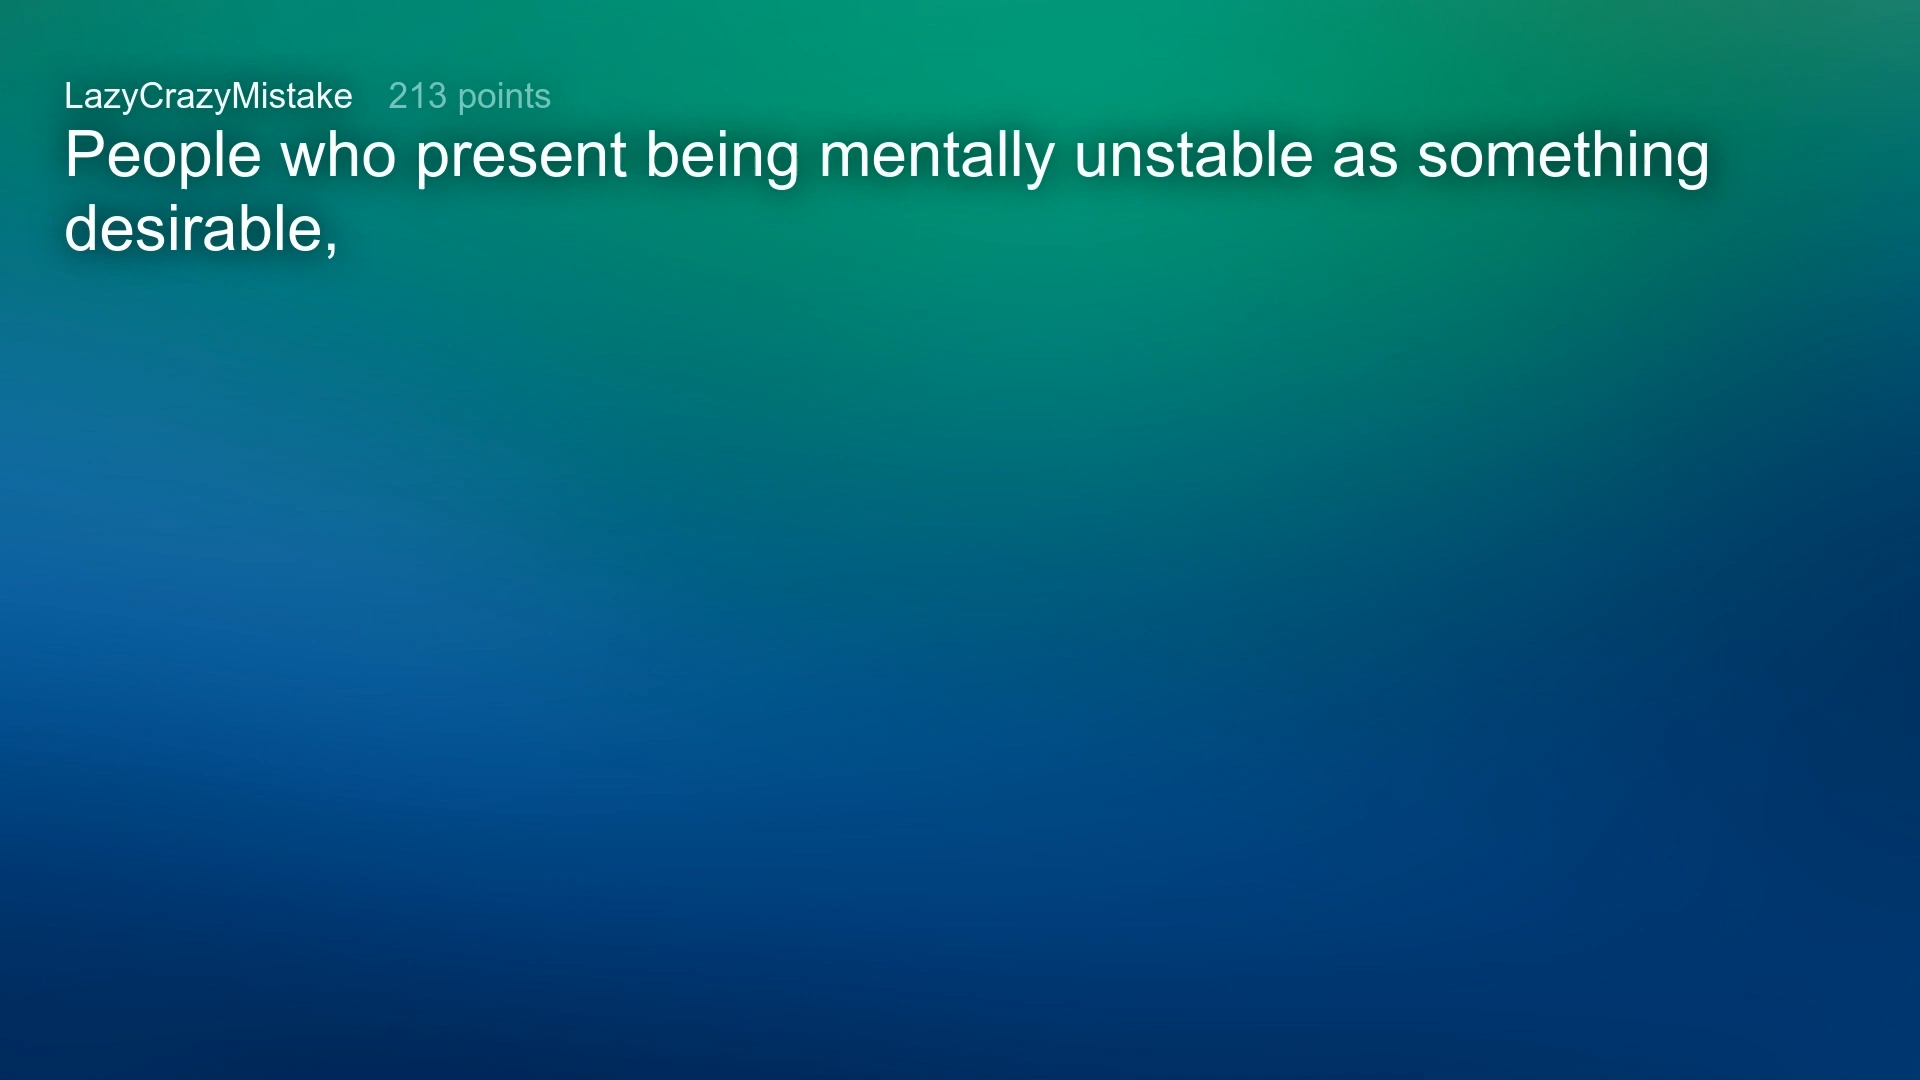 LazyCrazyMistake 213 points
People who present being mentally unstable as something
desirable,